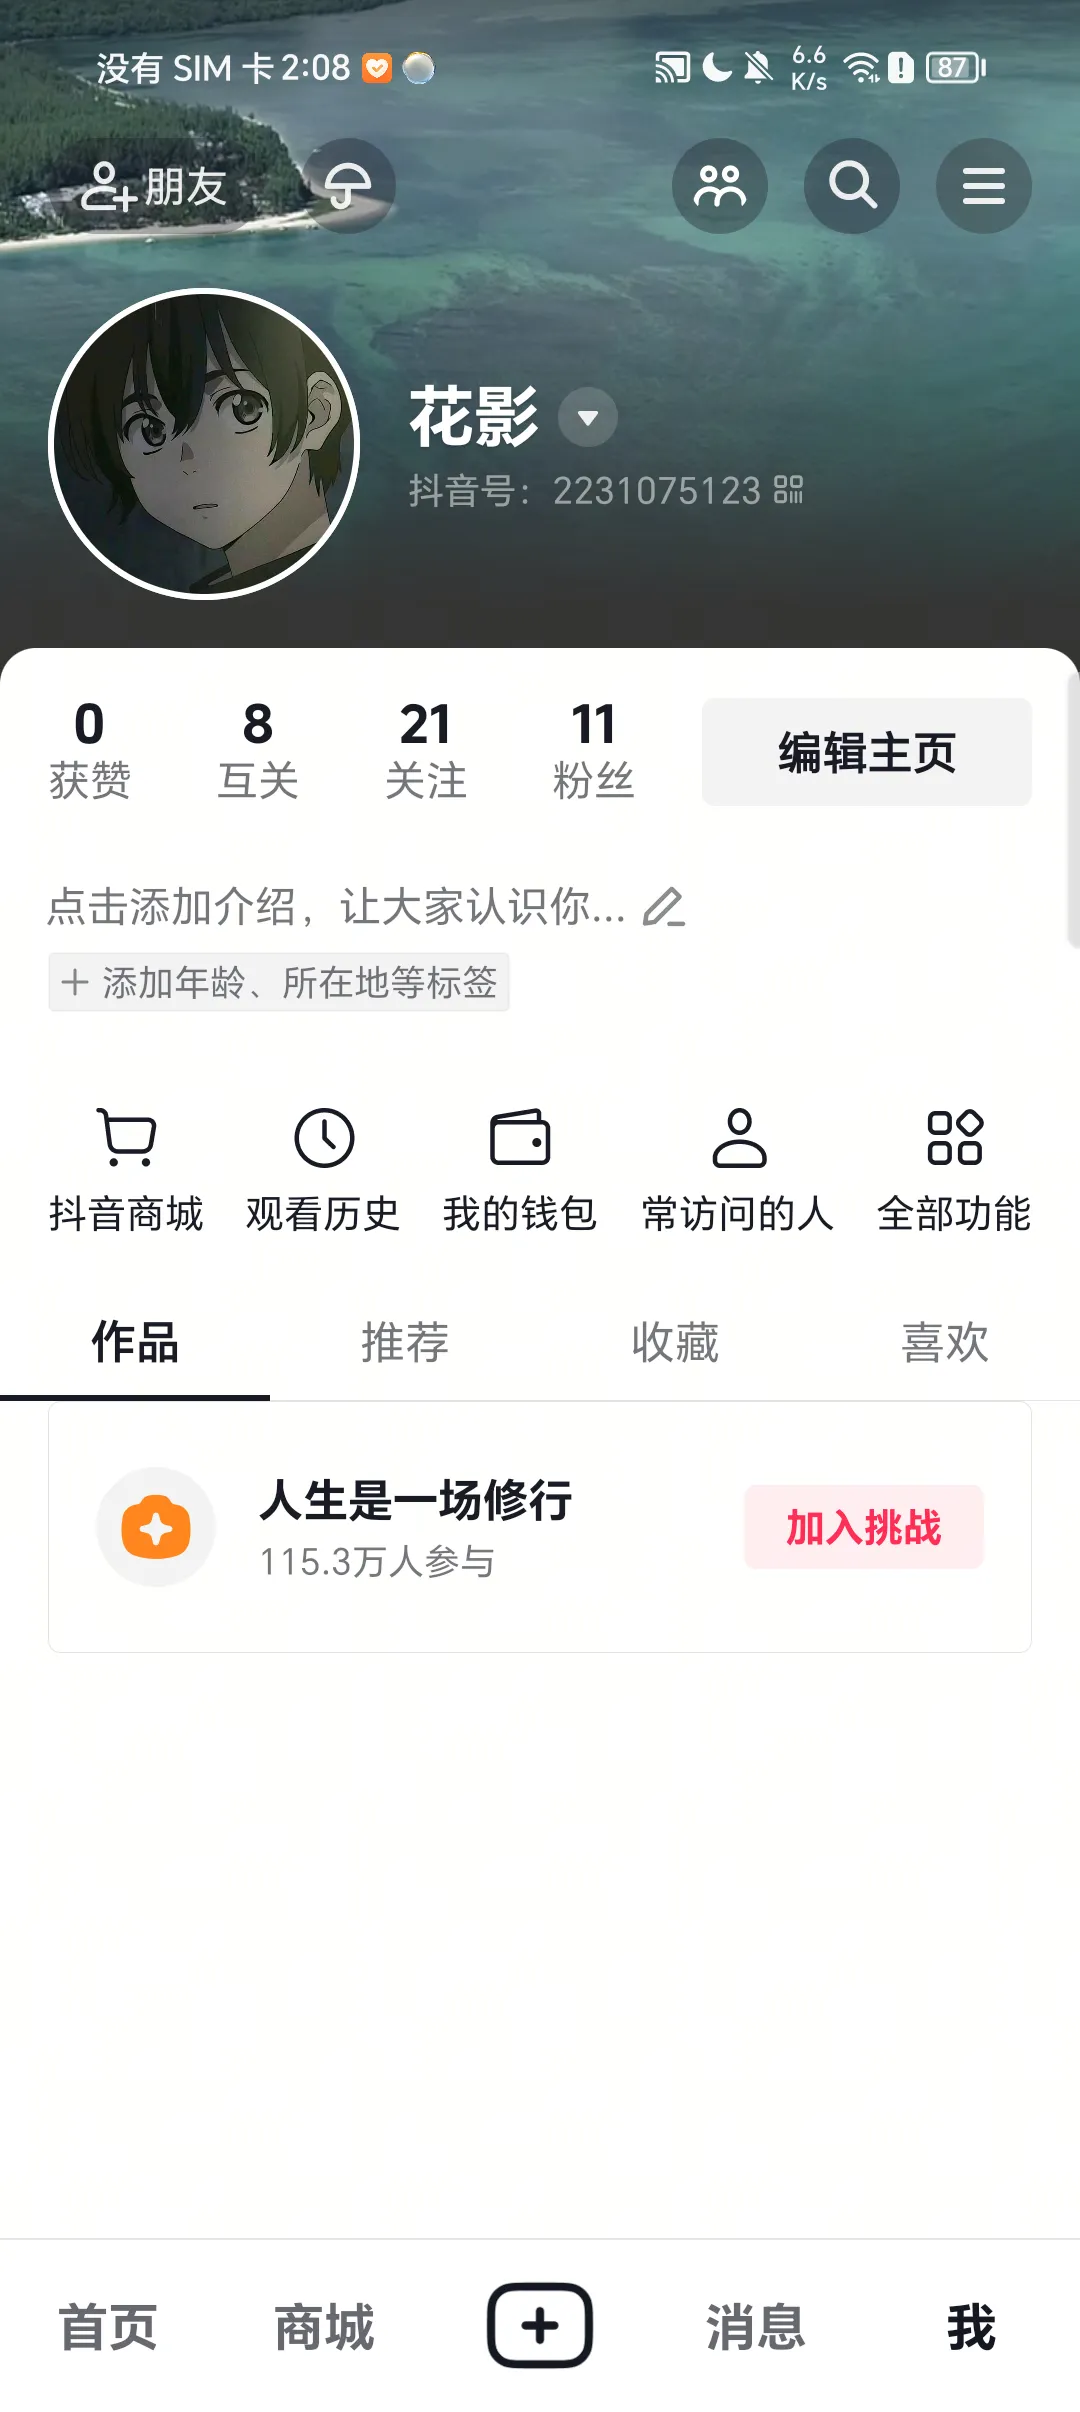 没有 SIM 卡 2:08
6.6
K/s
87
朋友
花影
抖音号：2231075123
0 8 21 11
获赞 互关 关注 粉丝
编辑主页
点击添加介绍，让大家认识你...
+ 添加年龄、所在地等标签
抖音商城 观看历史 我的钱包 常访问的人 全部功能
作品 推荐 收藏 喜欢
人生是一场修行
115.3万人参与
加入挑战
首页 商城 消息 我